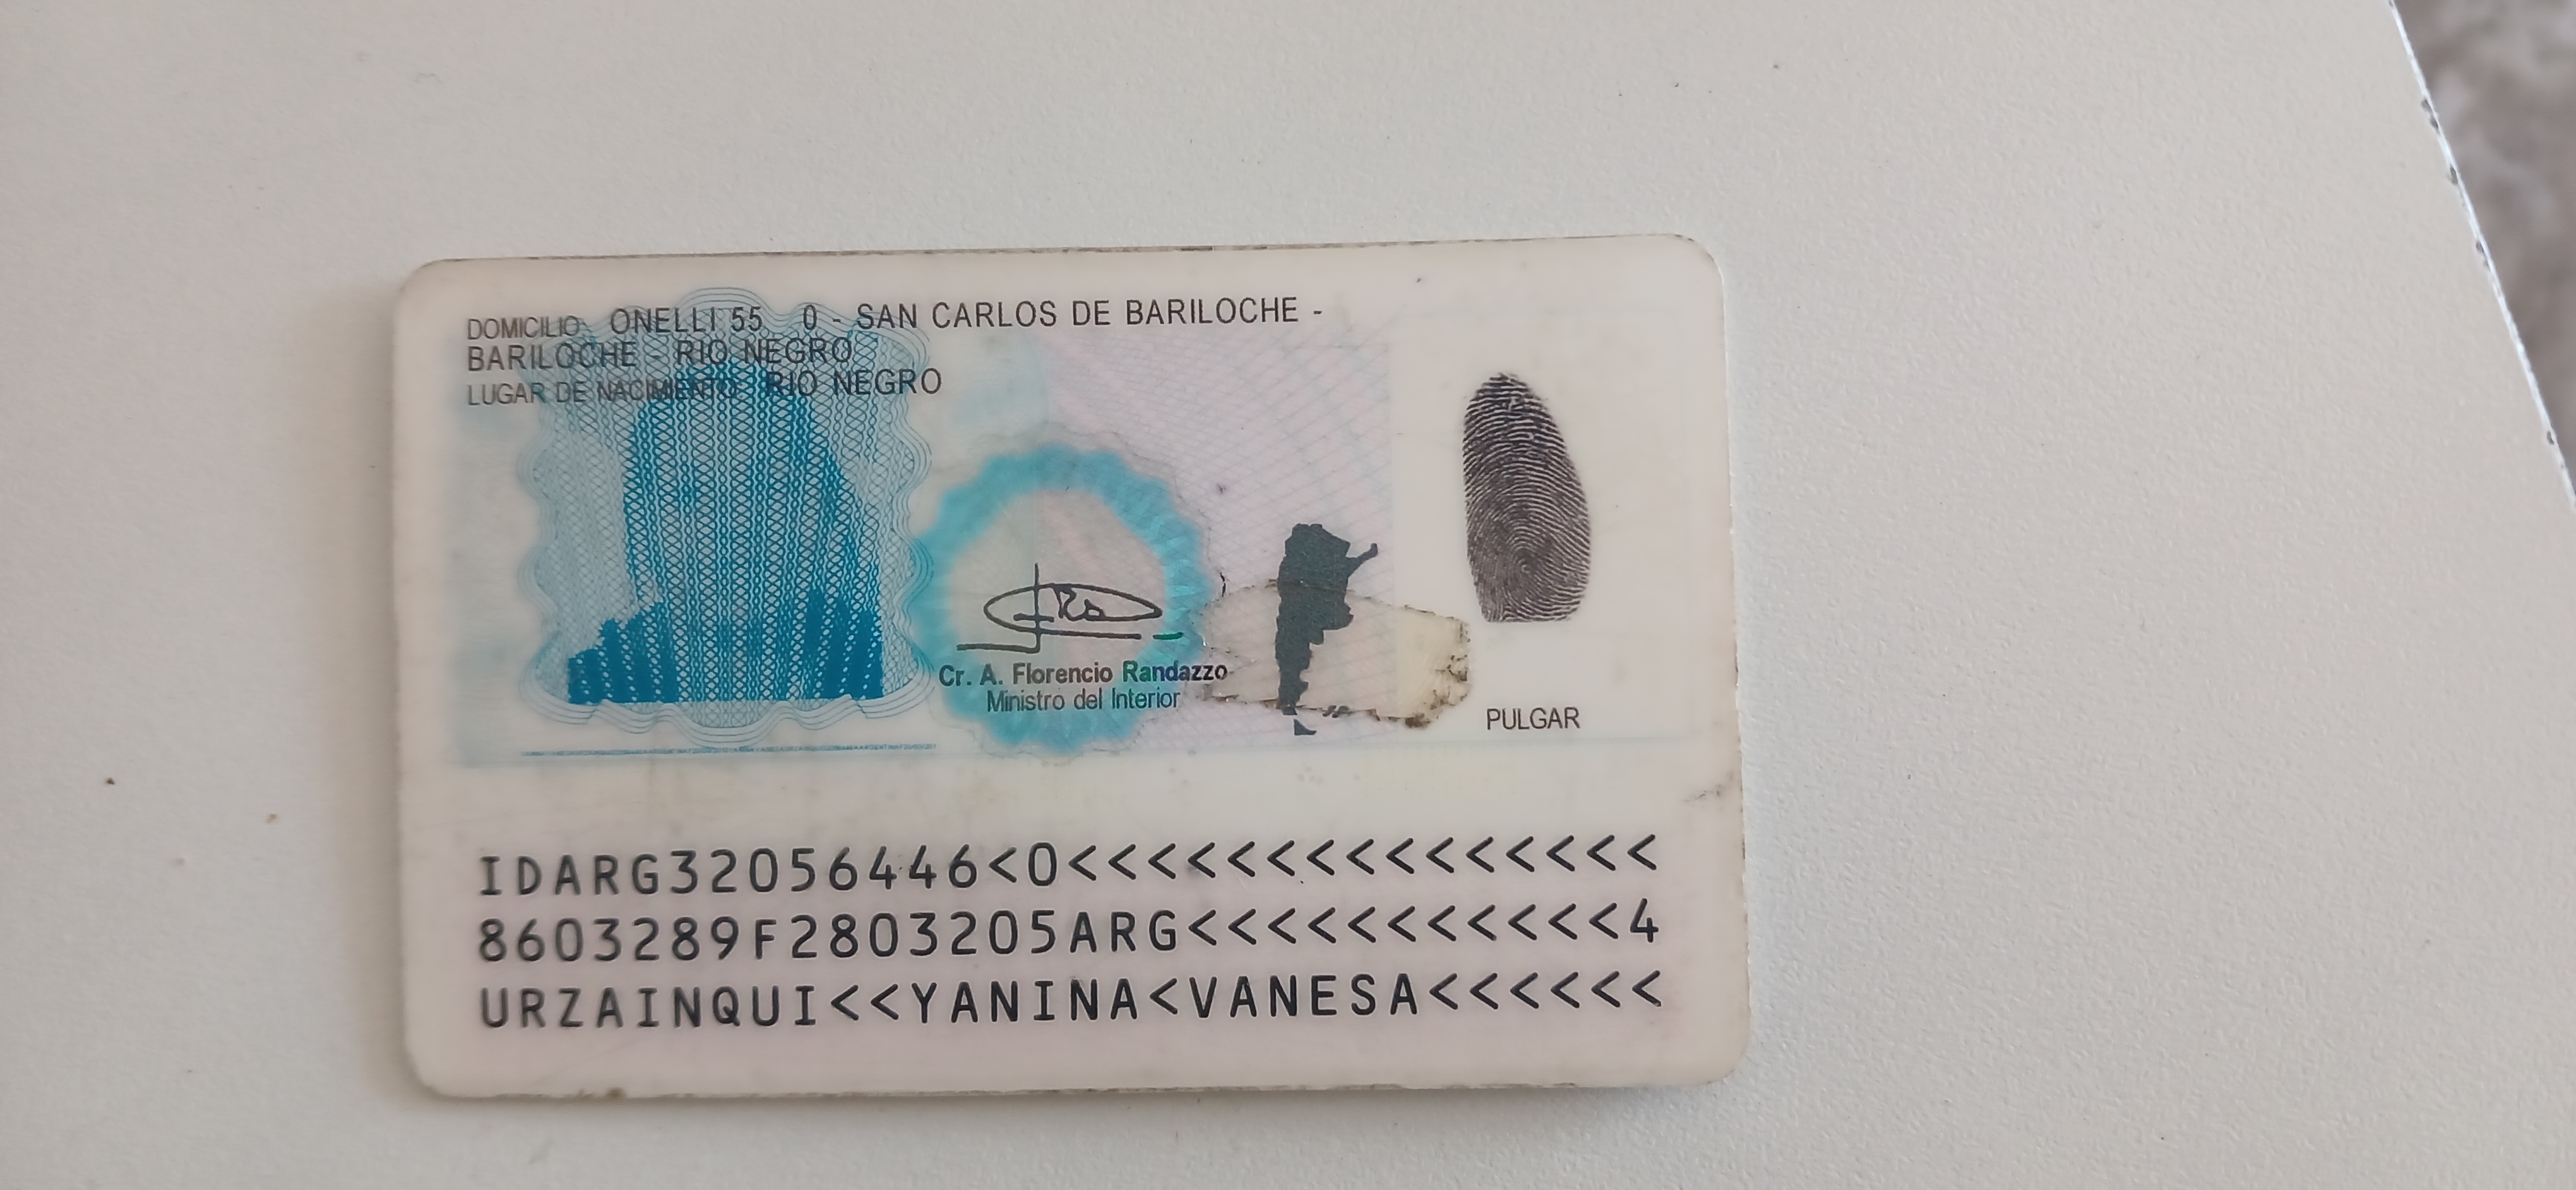 DOMICILIO: ONELLI 55 0 - SAN CARLOS DE BARILOCHE -
BARILOCHE - RIO NEGRO
LUGAR DE NACIMIENTO: RIO NEGRO
Cr. A. Florencio Randazzo
Ministro del Interior
PULGAR
IDARG32056446<0<<<<<<<<<<<<<<<
8603289F2803205ARG<<<<<<<<<<<4
URZAINQUI<<YANINA<VANESA<<<<<<